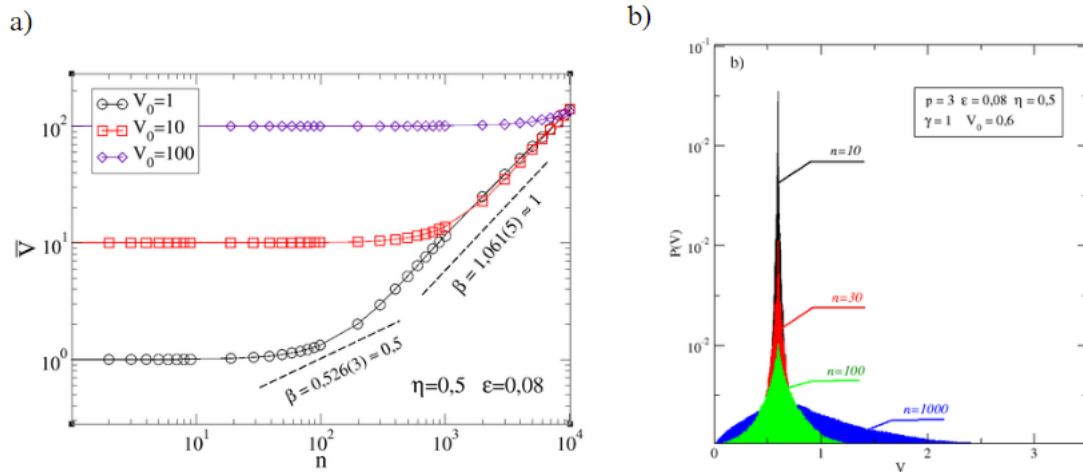 a)
b)
V₀=1
V₀=10
V₀=100
10²
10¹
10⁰
V̅
β = 1,061(5) ≈ 1
β = 0,526(3) ≈ 0,5
η=0,5 ε=0,08
10¹ 10² 10³ 10⁴
n
b)
p = 3 ε = 0,08 η = 0,5
γ = 1 V₀ = 0,6
10⁻¹
10⁻²
10⁻²
10⁻²
P(V)
n=10
n=30
n=100
n=1000
0 1 2 3
V